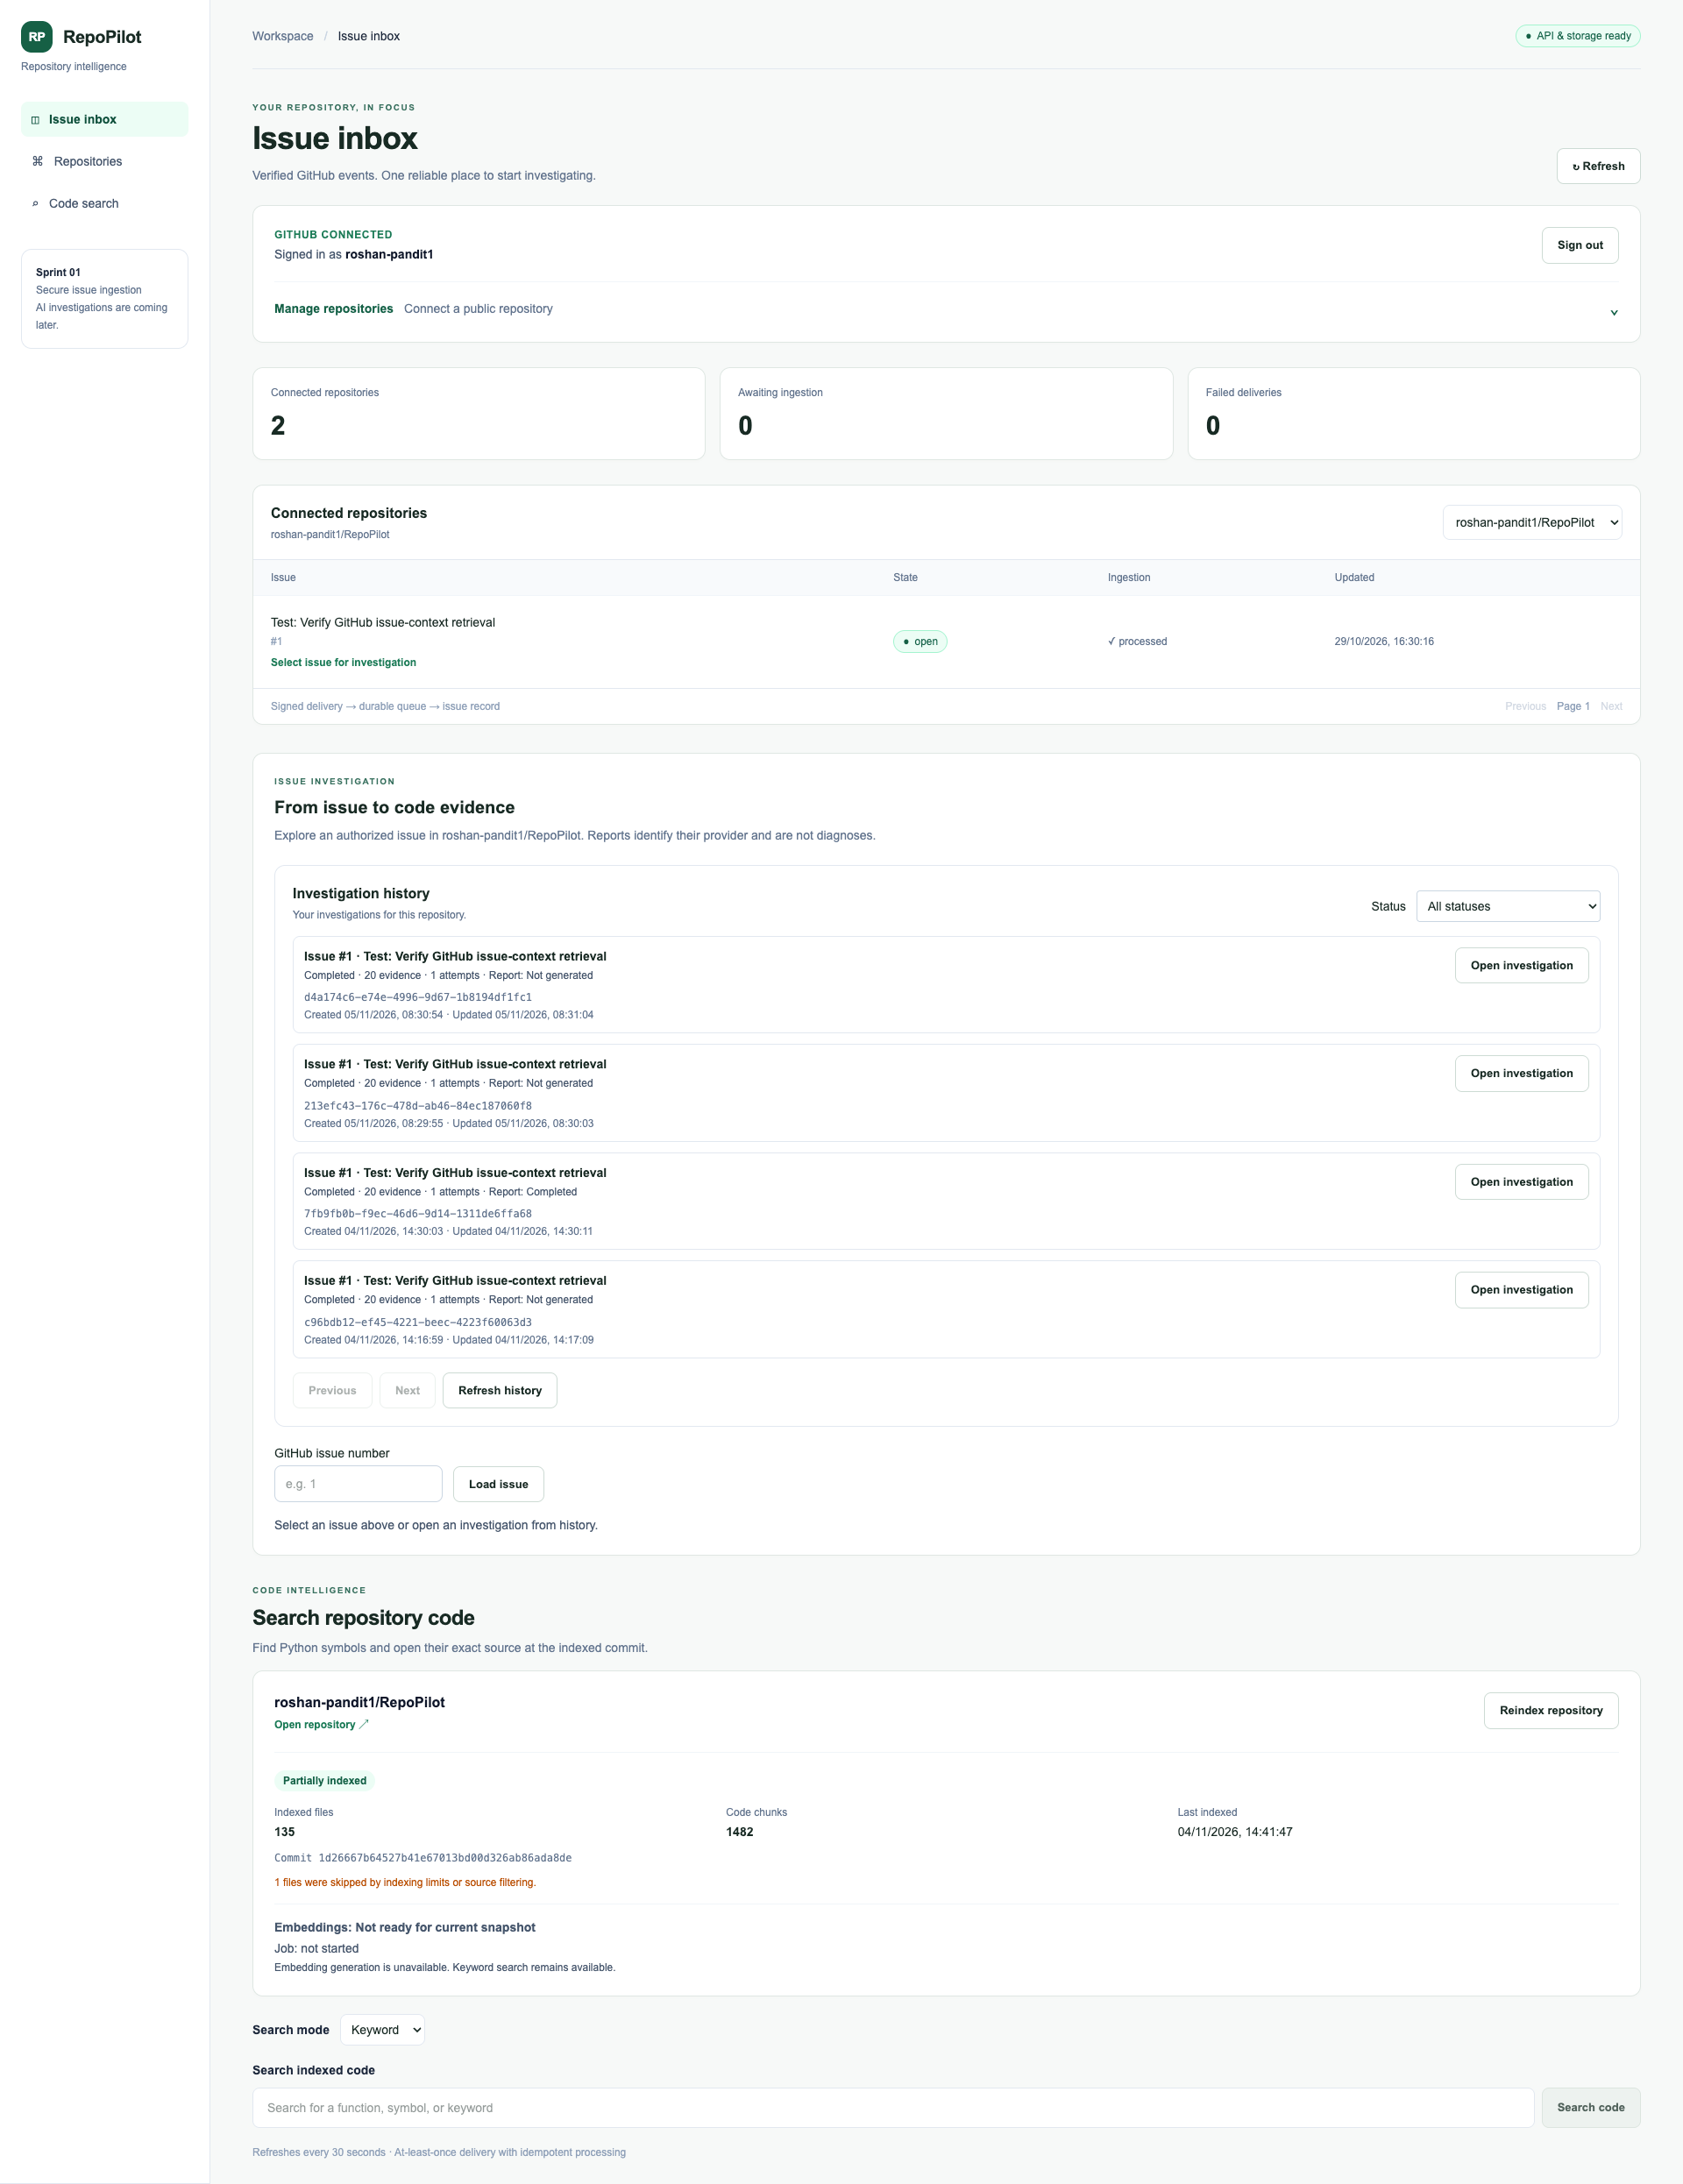 RP RepoPilot
Repository intelligence
Issue inbox
⌘ Repositories
Code search
Sprint 01
Secure issue ingestion
AI investigations are coming
later.
Workspace / Issue inbox
● API & storage ready
YOUR REPOSITORY, IN FOCUS
Issue inbox
Verified GitHub events. One reliable place to start investigating.
↻ Refresh
GITHUB CONNECTED
Signed in as roshan-pandit1
Sign out
Manage repositories Connect a public repository
Connected repositories
2
Awaiting ingestion
0
Failed deliveries
0
Connected repositories
roshan-pandit1/RepoPilot
roshan-pandit1/RepoPilot
Issue State Ingestion Updated
Test: Verify GitHub issue-context retrieval
#1
Select issue for investigation
● open
✓ processed
29/10/2026, 16:30:16
Signed delivery → durable queue → issue record
Previous Page 1 Next
ISSUE INVESTIGATION
From issue to code evidence
Explore an authorized issue in roshan-pandit1/RepoPilot. Reports identify their provider and are not diagnoses.
Investigation history
Your investigations for this repository.
Status All statuses
Issue #1 · Test: Verify GitHub issue-context retrieval
Completed · 20 evidence · 1 attempts · Report: Not generated
d4a174c6-e74e-4996-9d67-1b8194df1fc1
Created 05/11/2026, 08:30:54 · Updated 05/11/2026, 08:31:04
Open investigation
Issue #1 · Test: Verify GitHub issue-context retrieval
Completed · 20 evidence · 1 attempts · Report: Not generated
213efc43-176c-478d-ab46-84ec187060f8
Created 05/11/2026, 08:29:55 · Updated 05/11/2026, 08:30:03
Open investigation
Issue #1 · Test: Verify GitHub issue-context retrieval
Completed · 20 evidence · 1 attempts · Report: Completed
7fb9fb0b-f9ec-46d6-9d14-1311de6ffa68
Created 04/11/2026, 14:30:03 · Updated 04/11/2026, 14:30:11
Open investigation
Issue #1 · Test: Verify GitHub issue-context retrieval
Completed · 20 evidence · 1 attempts · Report: Not generated
c96bdb12-ef45-4221-beec-4223f60063d3
Created 04/11/2026, 14:16:59 · Updated 04/11/2026, 14:17:09
Open investigation
Previous Next Refresh history
GitHub issue number
e.g. 1 Load issue
Select an issue above or open an investigation from history.
CODE INTELLIGENCE
Search repository code
Find Python symbols and open their exact source at the indexed commit.
roshan-pandit1/RepoPilot
Open repository ↗
Reindex repository
Partially indexed
Indexed files
135
Code chunks
1482
Last indexed
04/11/2026, 14:41:47
Commit 1d26667b64527b41e67013bd00d326ab86ada8de
1 files were skipped by indexing limits or source filtering.
Embeddings: Not ready for current snapshot
Job: not started
Embedding generation is unavailable. Keyword search remains available.
Search mode Keyword
Search indexed code
Search for a function, symbol, or keyword Search code
Refreshes every 30 seconds · At-least-once delivery with idempotent processing